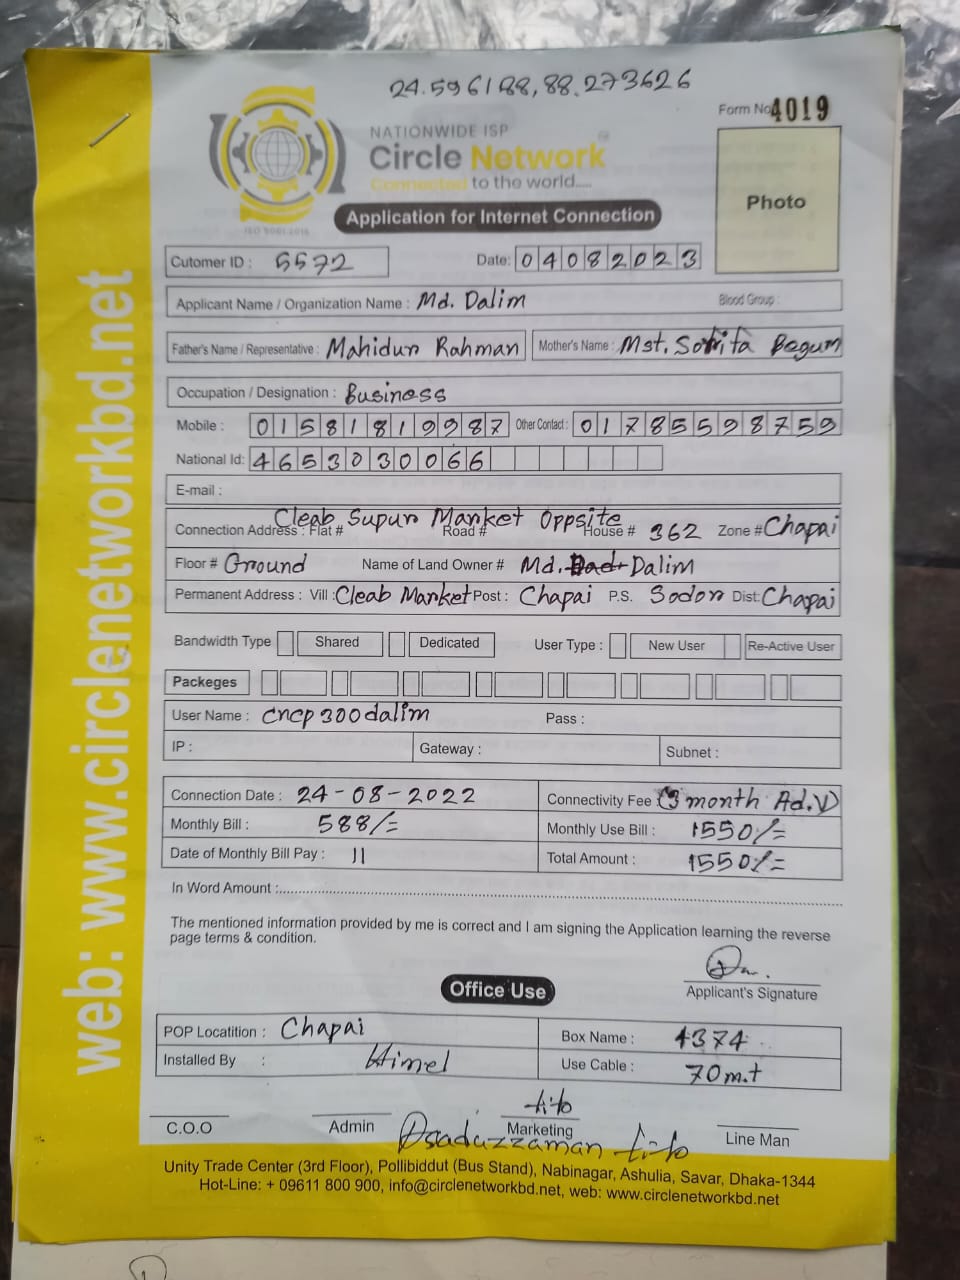 24.596188,88.273626
Form No 4019
NATIONWIDE ISP
Circle Network
Connected to the world.....
ISO 9001:2015
Photo
Application for Internet Connection
Cutomer ID : 5572 Date: 04082023
Applicant Name / Organization Name : Md. Dalim Blood Group :
Father's Name / Representative : Mahidur Rahman Mother's Name : Mst. Begum
Occupation / Designation : Business
Mobile : 01581819987 Other Contact : 01785598759
National Id: 4653030066
E-mail :
Cleab Supur Market Oppsite
Connection Address : Flat # Road # House # 362 Zone # Chapai
Floor # Ground Name of Land Owner # Md. Dalim
Permanent Address : Vill : Cleab Market Post : Chapai P.S. Sodor Dist: Chapai
Bandwidth Type Shared Dedicated User Type : New User Re-Active User
Packeges
User Name : cncp300dalim Pass :
IP : Gateway : Subnet :
Connection Date : 24-08-2022 Connectivity Fee : (3 month Ad.V)
Monthly Bill : 588/= Monthly Use Bill : 1550/=
Date of Monthly Bill Pay : 11 Total Amount : 1550/=
In Word Amount :
The mentioned information provided by me is correct and I am signing the Application learning the reverse
page terms & condition.
Applicant's Signature
Office Use
POP Locatition : Chapai Box Name : 4374
Installed By : Himel Use Cable : 70m.t
tito
C.O.O Admin Marketing Line Man
Asaduzzaman tito
Unity Trade Center (3rd Floor), Pollibiddut (Bus Stand), Nabinagar, Ashulia, Savar, Dhaka-1344
Hot-Line: + 09611 800 900, info@circlenetworkbd.net, web: www.circlenetworkbd.net
web: www.circlenetworkbd.net